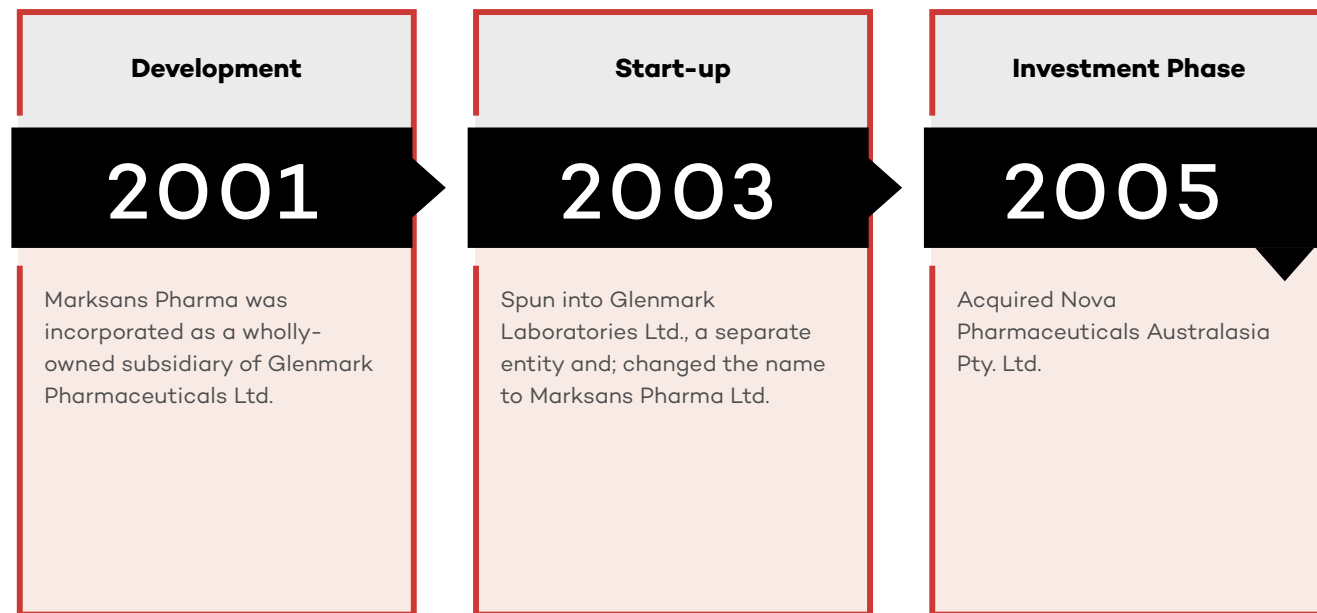 Development
2001
Marksans Pharma was
incorporated as a wholly-
owned subsidiary of Glenmark
Pharmaceuticals Ltd.
Start-up
2003
Spun into Glenmark
Laboratories Ltd., a separate
entity and; changed the name
to Marksans Pharma Ltd.
Investment Phase
2005
Acquired Nova
Pharmaceuticals Australasia
Pty. Ltd.